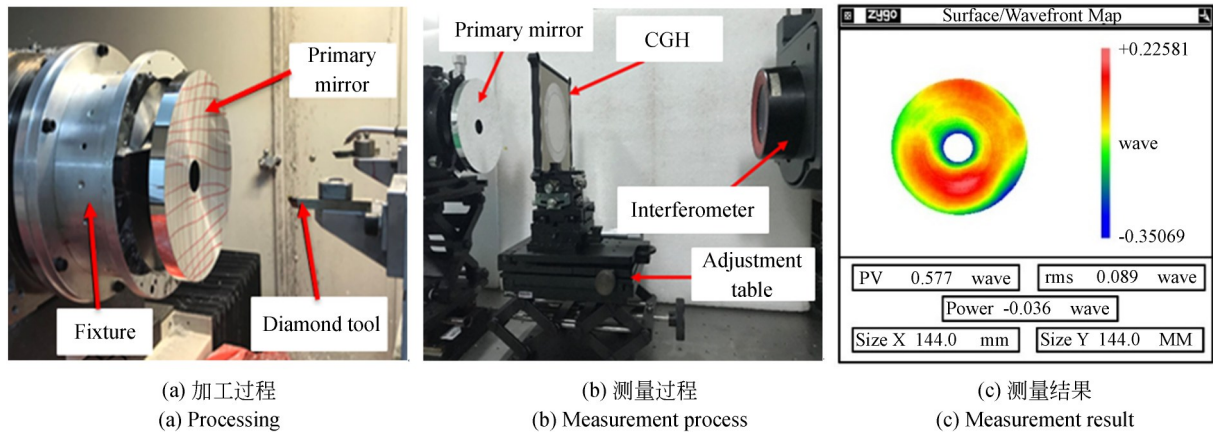 Primary
mirror
Fixture
Diamond tool
(a) 加工过程
(a) Processing
Primary mirror
CGH
Interferometer
Adjustment
table
(b) 测量过程
(b) Measurement process
zygo
Surface/Wavefront Map
+0.22581
wave
-0.35069
PV 0.577 wave
rms 0.089 wave
Power -0.036 wave
Size X 144.0 mm
Size Y 144.0 MM
(c) 测量结果
(c) Measurement result